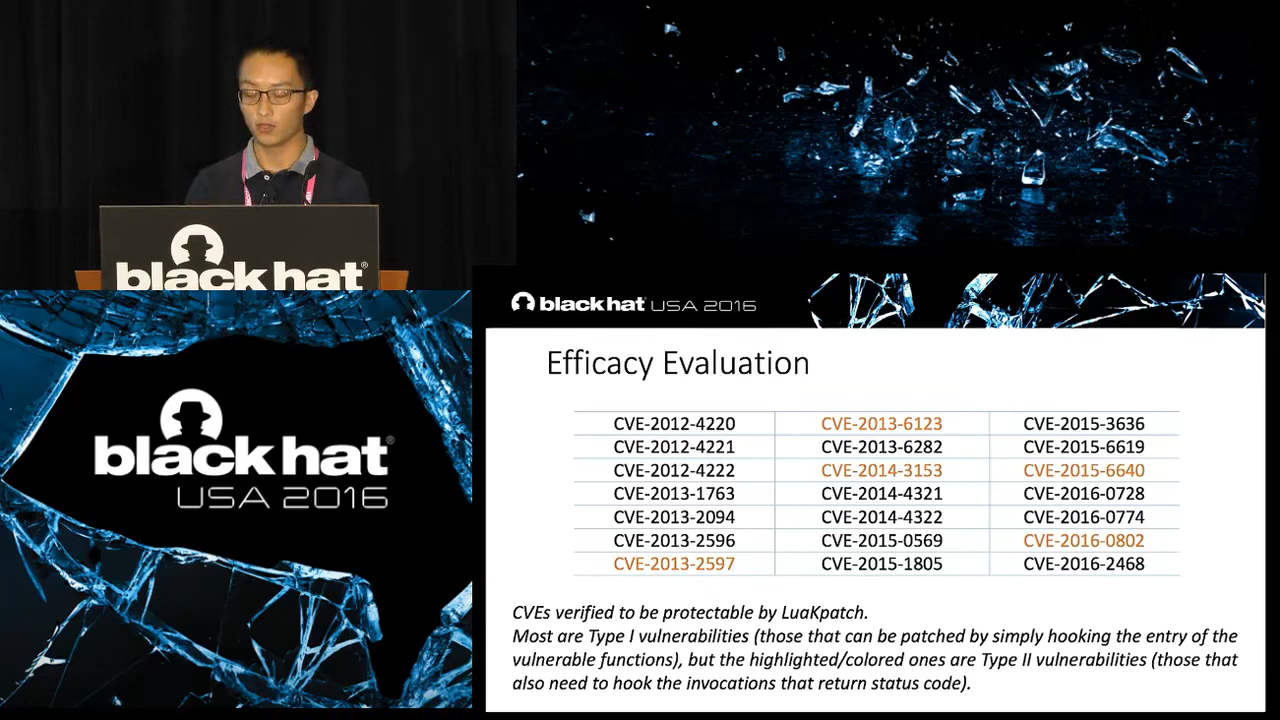 black hat®
black hat®
USA 2016
black hat USA 2016
Efficacy Evaluation
CVE-2012-4220 CVE-2013-6123 CVE-2015-3636
CVE-2012-4221 CVE-2013-6282 CVE-2015-6619
CVE-2012-4222 CVE-2014-3153 CVE-2015-6640
CVE-2013-1763 CVE-2014-4321 CVE-2016-0728
CVE-2013-2094 CVE-2014-4322 CVE-2016-0774
CVE-2013-2596 CVE-2015-0569 CVE-2016-0802
CVE-2013-2597 CVE-2015-1805 CVE-2016-2468
CVEs verified to be protectable by LuaKpatch.
Most are Type I vulnerabilities (those that can be patched by simply hooking the entry of the
vulnerable functions), but the highlighted/colored ones are Type II vulnerabilities (those that
also need to hook the invocations that return status code).